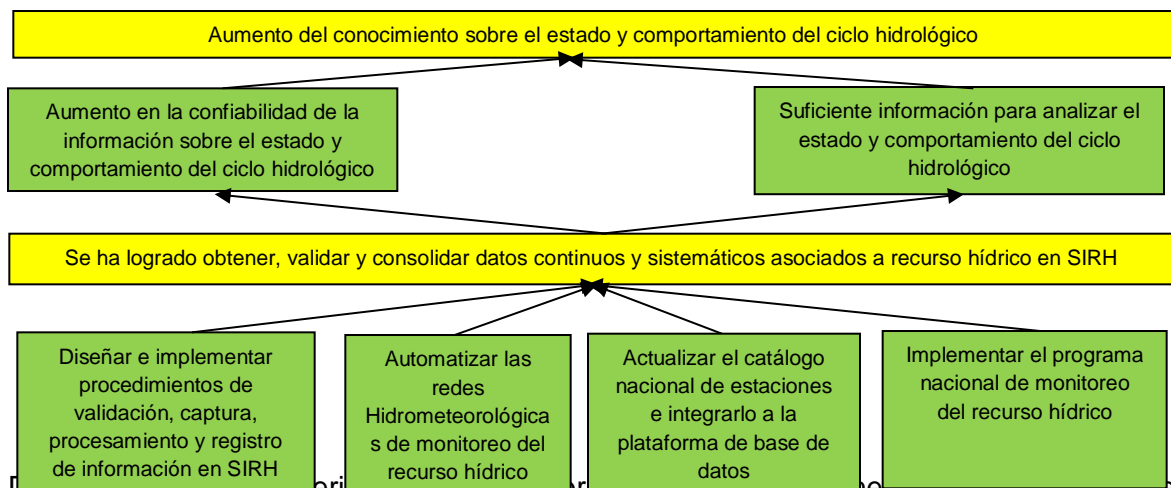 Aumento del conocimiento sobre el estado y comportamiento del ciclo hidrológico
Aumento en la confiabilidad de la
información sobre el estado y
comportamiento del ciclo hidrológico
Suficiente información para analizar el
estado y comportamiento del ciclo
hidrológico
Se ha logrado obtener, validar y consolidar datos continuos y sistemáticos asociados a recurso hídrico en SIRH
Diseñar e implementar
procedimientos de
validación, captura,
procesamiento y registro
de información en SIRH
Automatizar las
redes
Hidrometeorológica
s de monitoreo del
recurso hídrico
Actualizar el catálogo
nacional de estaciones
e integrarlo a la
plataforma de base de
datos
Implementar el programa
nacional de monitoreo
del recurso hídrico